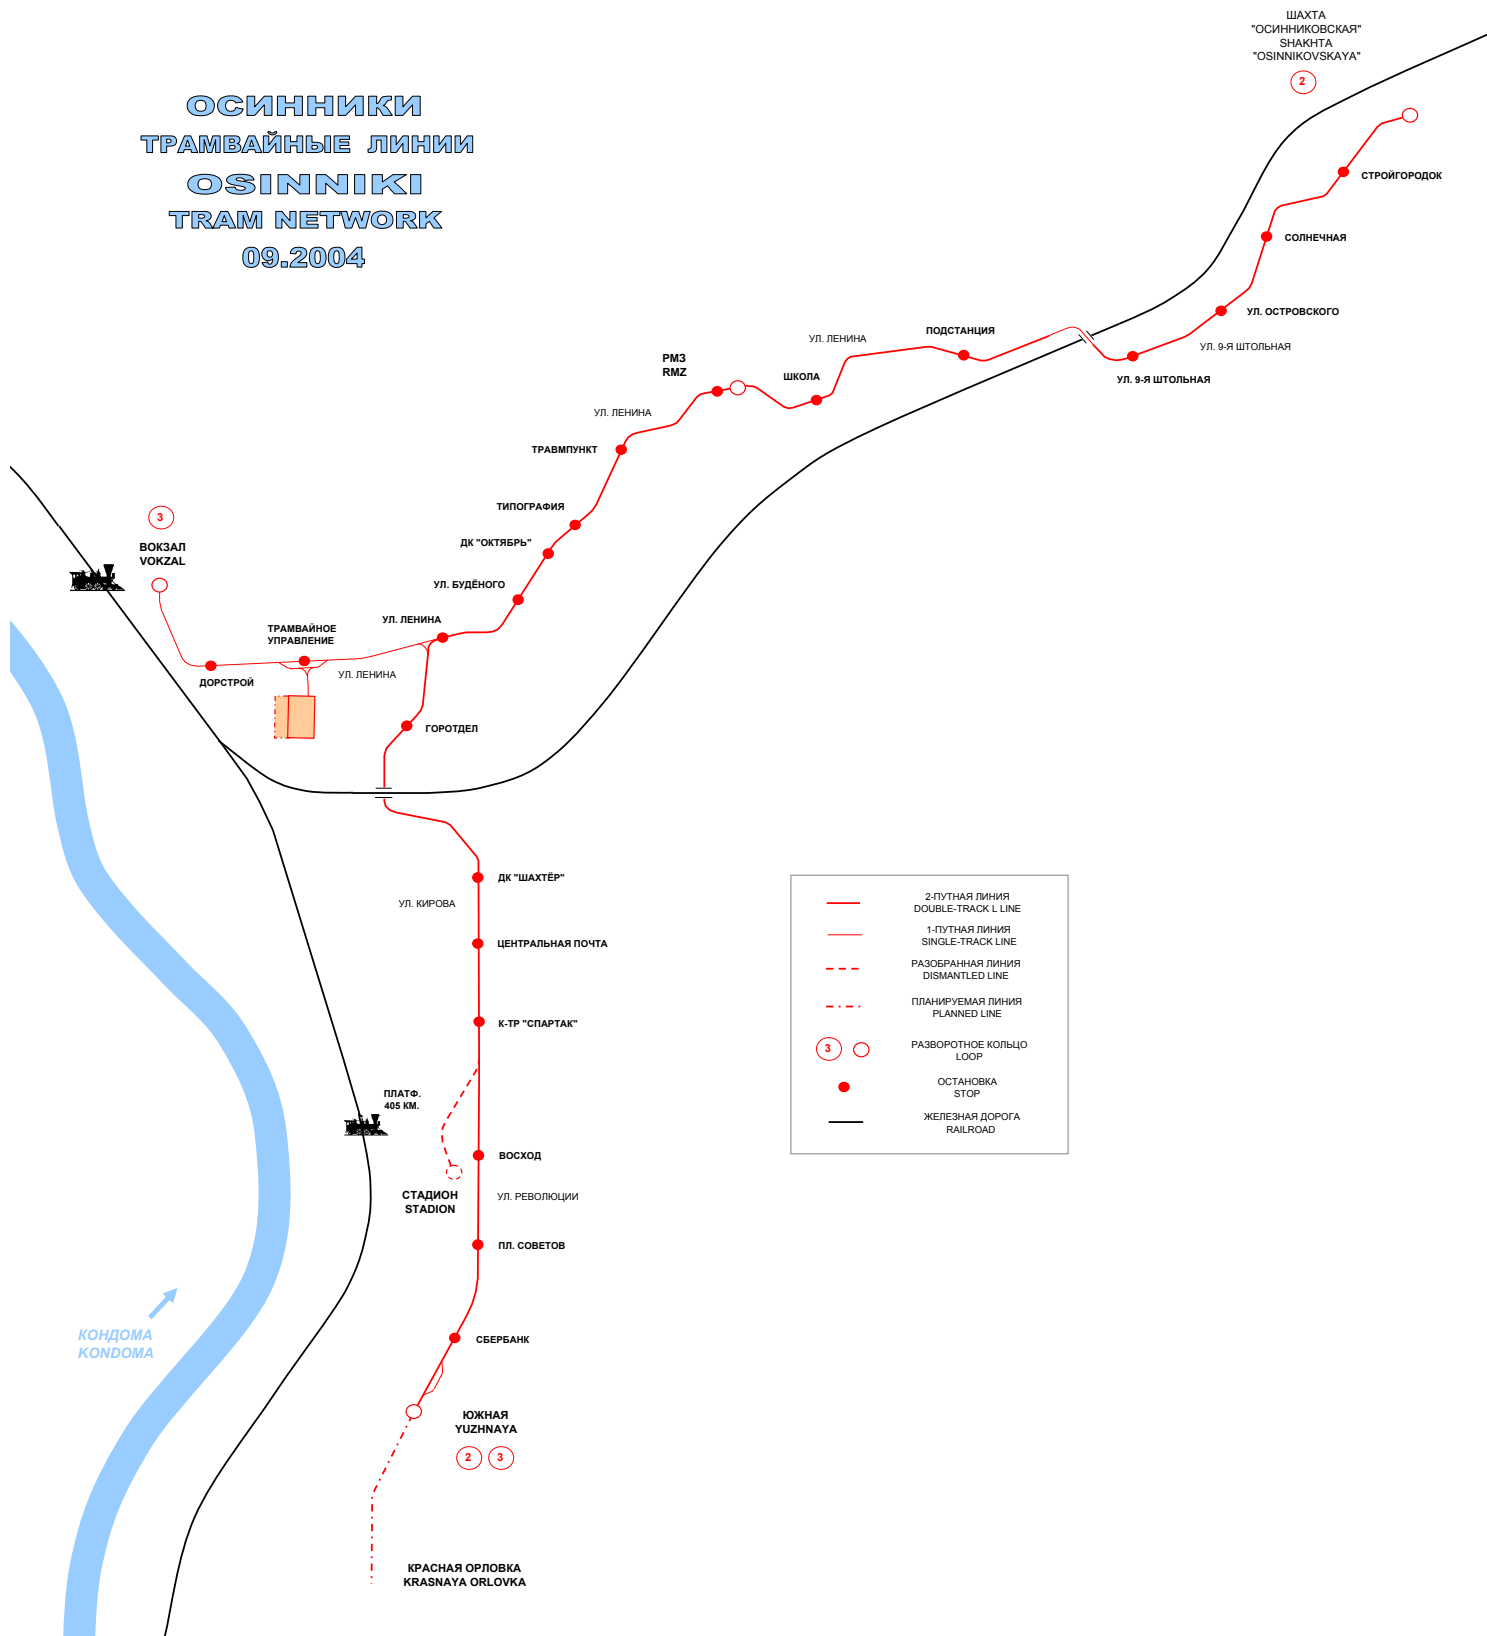 ШАХТА
"ОСИННИКОВСКАЯ"
SHAKHTA
"OSINNIKOVSKAYA"
2
ОСИННИКИ
ТРАМВАЙНЫЕ ЛИНИИ
OSINNIKI
TRAM NETWORK
09.2004
СТРОЙГОРОДОК
СОЛНЕЧНАЯ
УЛ. ОСТРОВСКОГО
УЛ. 9-Я ШТОЛЬНАЯ
УЛ. 9-Я ШТОЛЬНАЯ
ПОДСТАНЦИЯ
УЛ. ЛЕНИНА
ШКОЛА
РМЗ
RMZ
УЛ. ЛЕНИНА
ТРАВМПУНКТ
ТИПОГРАФИЯ
ДК "ОКТЯБРЬ"
УЛ. БУДЁНОГО
УЛ. ЛЕНИНА
3
ВОКЗАЛ
VOKZAL
ТРАМВАЙНОЕ
УПРАВЛЕНИЕ
УЛ. ЛЕНИНА
ДОРСТРОЙ
ГОРОТДЕЛ
ДК "ШАХТЁР"
УЛ. КИРОВА
ЦЕНТРАЛЬНАЯ ПОЧТА
К-ТР "СПАРТАК"
ПЛАТФ.
405 КМ.
ВОСХОД
СТАДИОН
STADION
УЛ. РЕВОЛЮЦИИ
ПЛ. СОВЕТОВ
КОНДОМА
KONDOMA
СБЕРБАНК
ЮЖНАЯ
YUZHNAYA
2 3
КРАСНАЯ ОРЛОВКА
KRASNAYA ORLOVKA
2-ПУТНАЯ ЛИНИЯ
DOUBLE-TRACK L LINE
1-ПУТНАЯ ЛИНИЯ
SINGLE-TRACK LINE
РАЗОБРАННАЯ ЛИНИЯ
DISMANTLED LINE
ПЛАНИРУЕМАЯ ЛИНИЯ
PLANNED LINE
3
РАЗВОРОТНОЕ КОЛЬЦО
LOOP
ОСТАНОВКА
STOP
ЖЕЛЕЗНАЯ ДОРОГА
RAILROAD